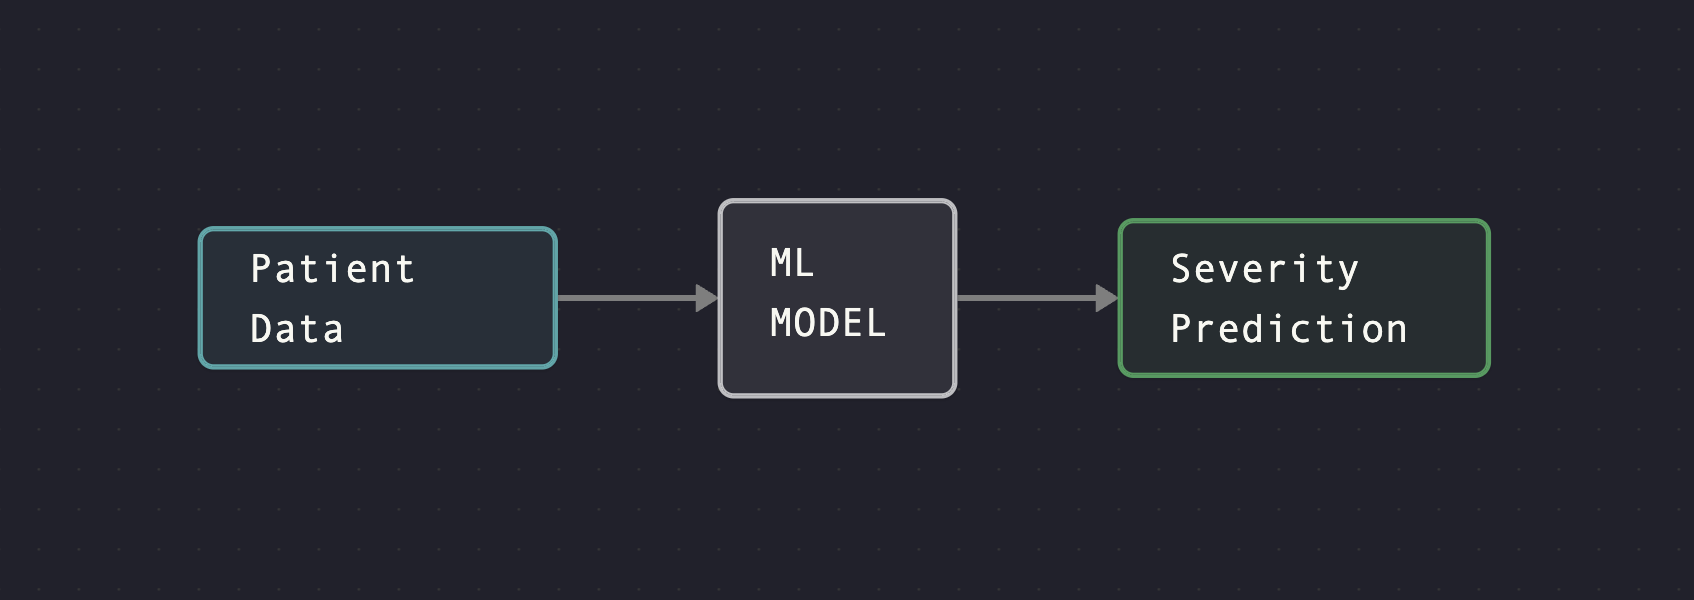 Patient
Data
ML
MODEL
Severity
Prediction